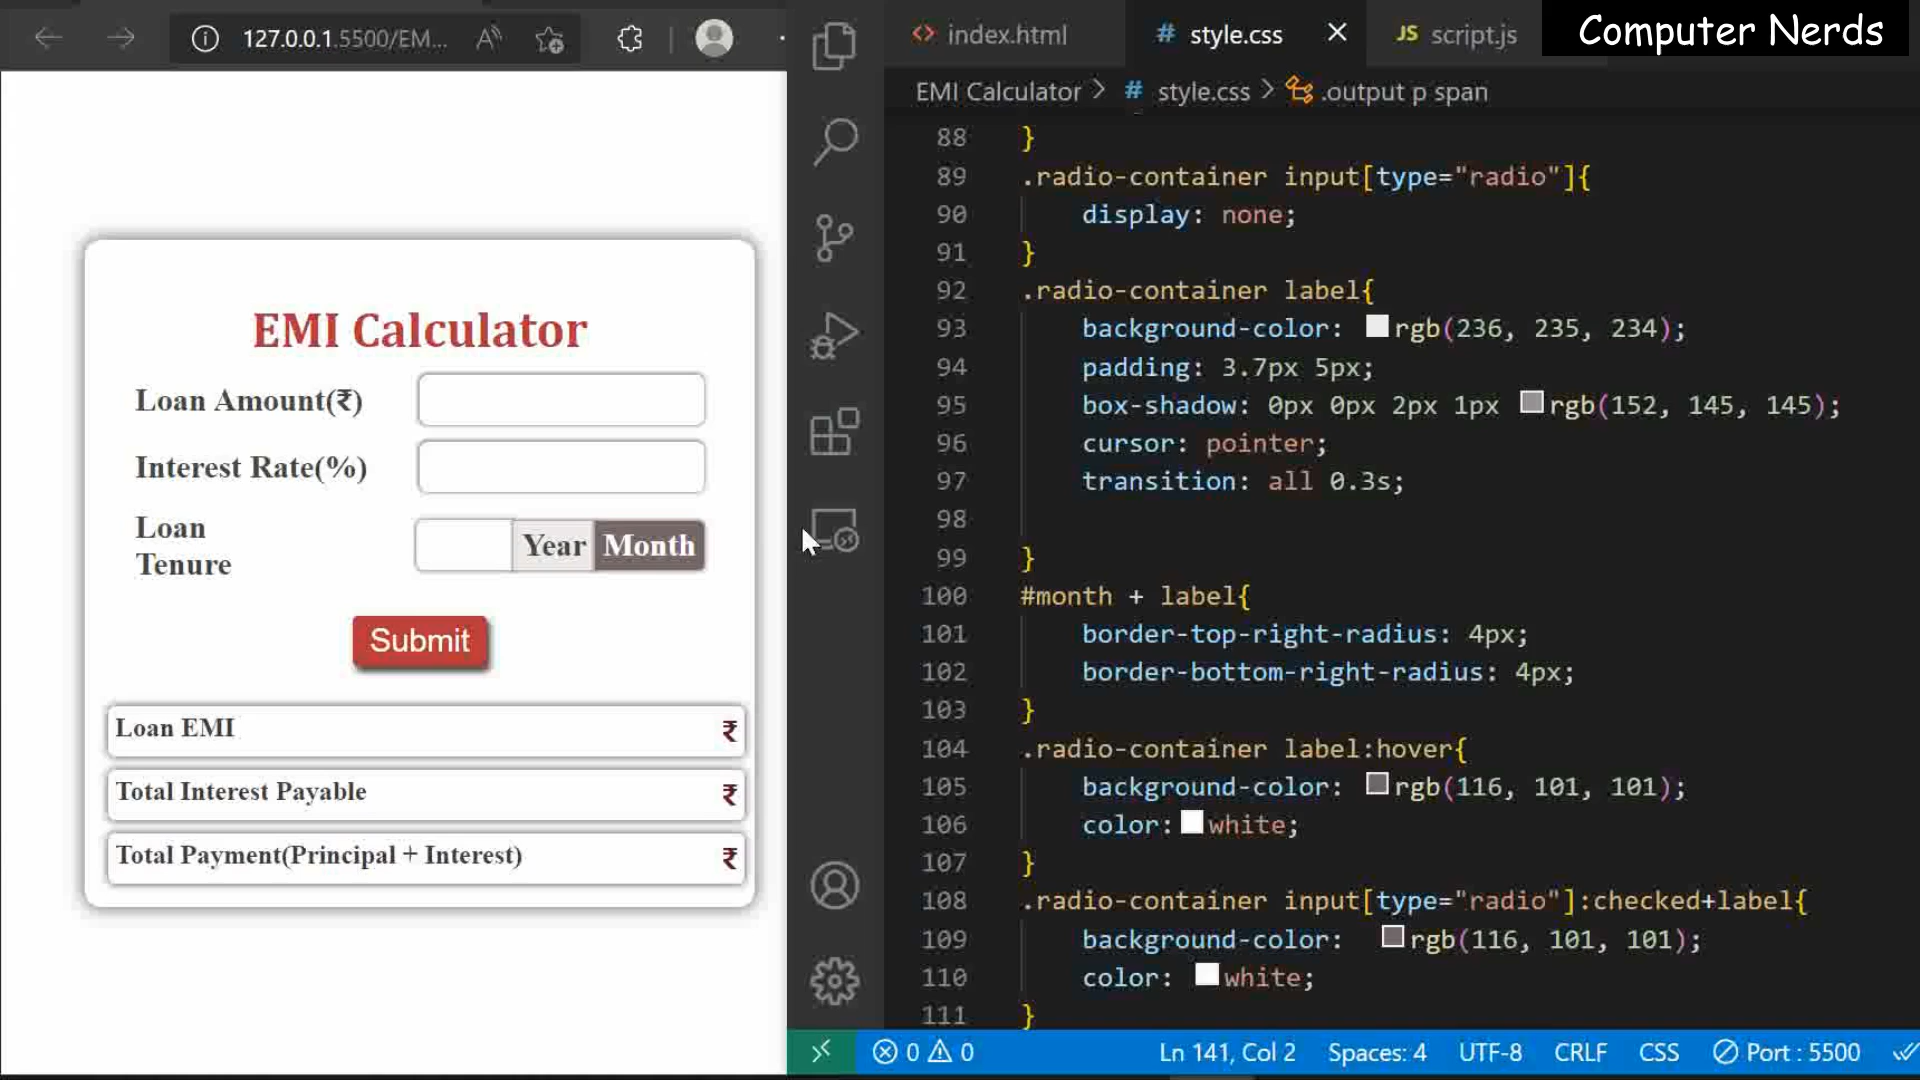 127.0.0.1:5500/EM...
EMI Calculator
Loan Amount(₹)
Interest Rate(%)
Loan
Tenure
Year Month
Submit
Loan EMI ₹
Total Interest Payable ₹
Total Payment(Principal + Interest) ₹
index.html # style.css JS script.js
Computer Nerds
EMI Calculator > # style.css > .output p span
88 }
89 .radio-container input[type="radio"]{
90 display: none;
91 }
92 .radio-container label{
93 background-color: rgb(236, 235, 234);
94 padding: 3.7px 5px;
95 box-shadow: 0px 0px 2px 1px rgb(152, 145, 145);
96 cursor: pointer;
97 transition: all 0.3s;
98
99 }
100 #month + label{
101 border-top-right-radius: 4px;
102 border-bottom-right-radius: 4px;
103 }
104 .radio-container label:hover{
105 background-color: rgb(116, 101, 101);
106 color: white;
107 }
108 .radio-container input[type="radio"]:checked+label{
109 background-color: rgb(116, 101, 101);
110 color: white;
111 }
0 0 Ln 141, Col 2 Spaces: 4 UTF-8 CRLF CSS Port : 5500